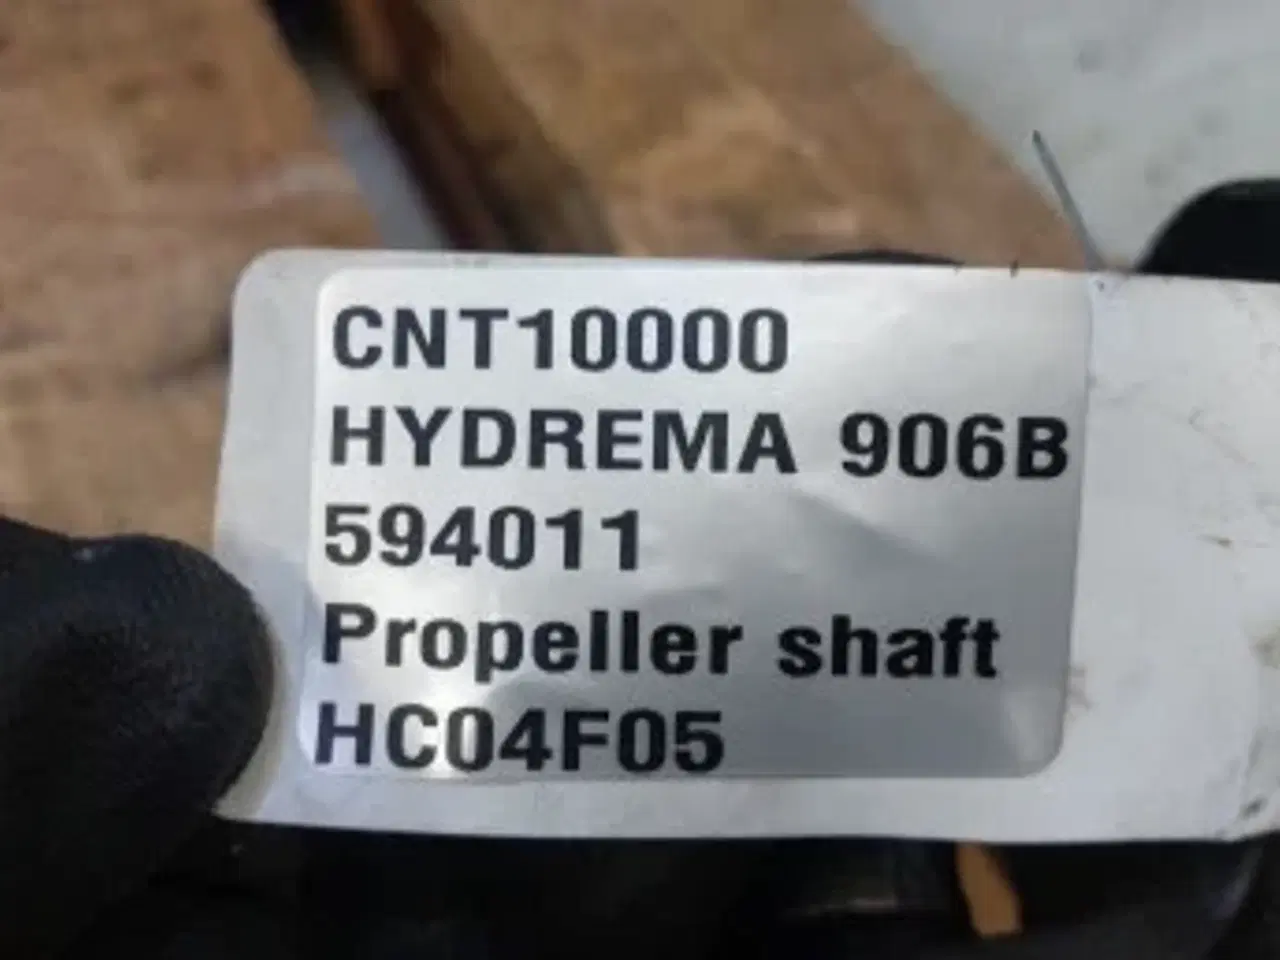 CNT10000
HYDREMA 906B
594011
Propeller shaft
HC04F05